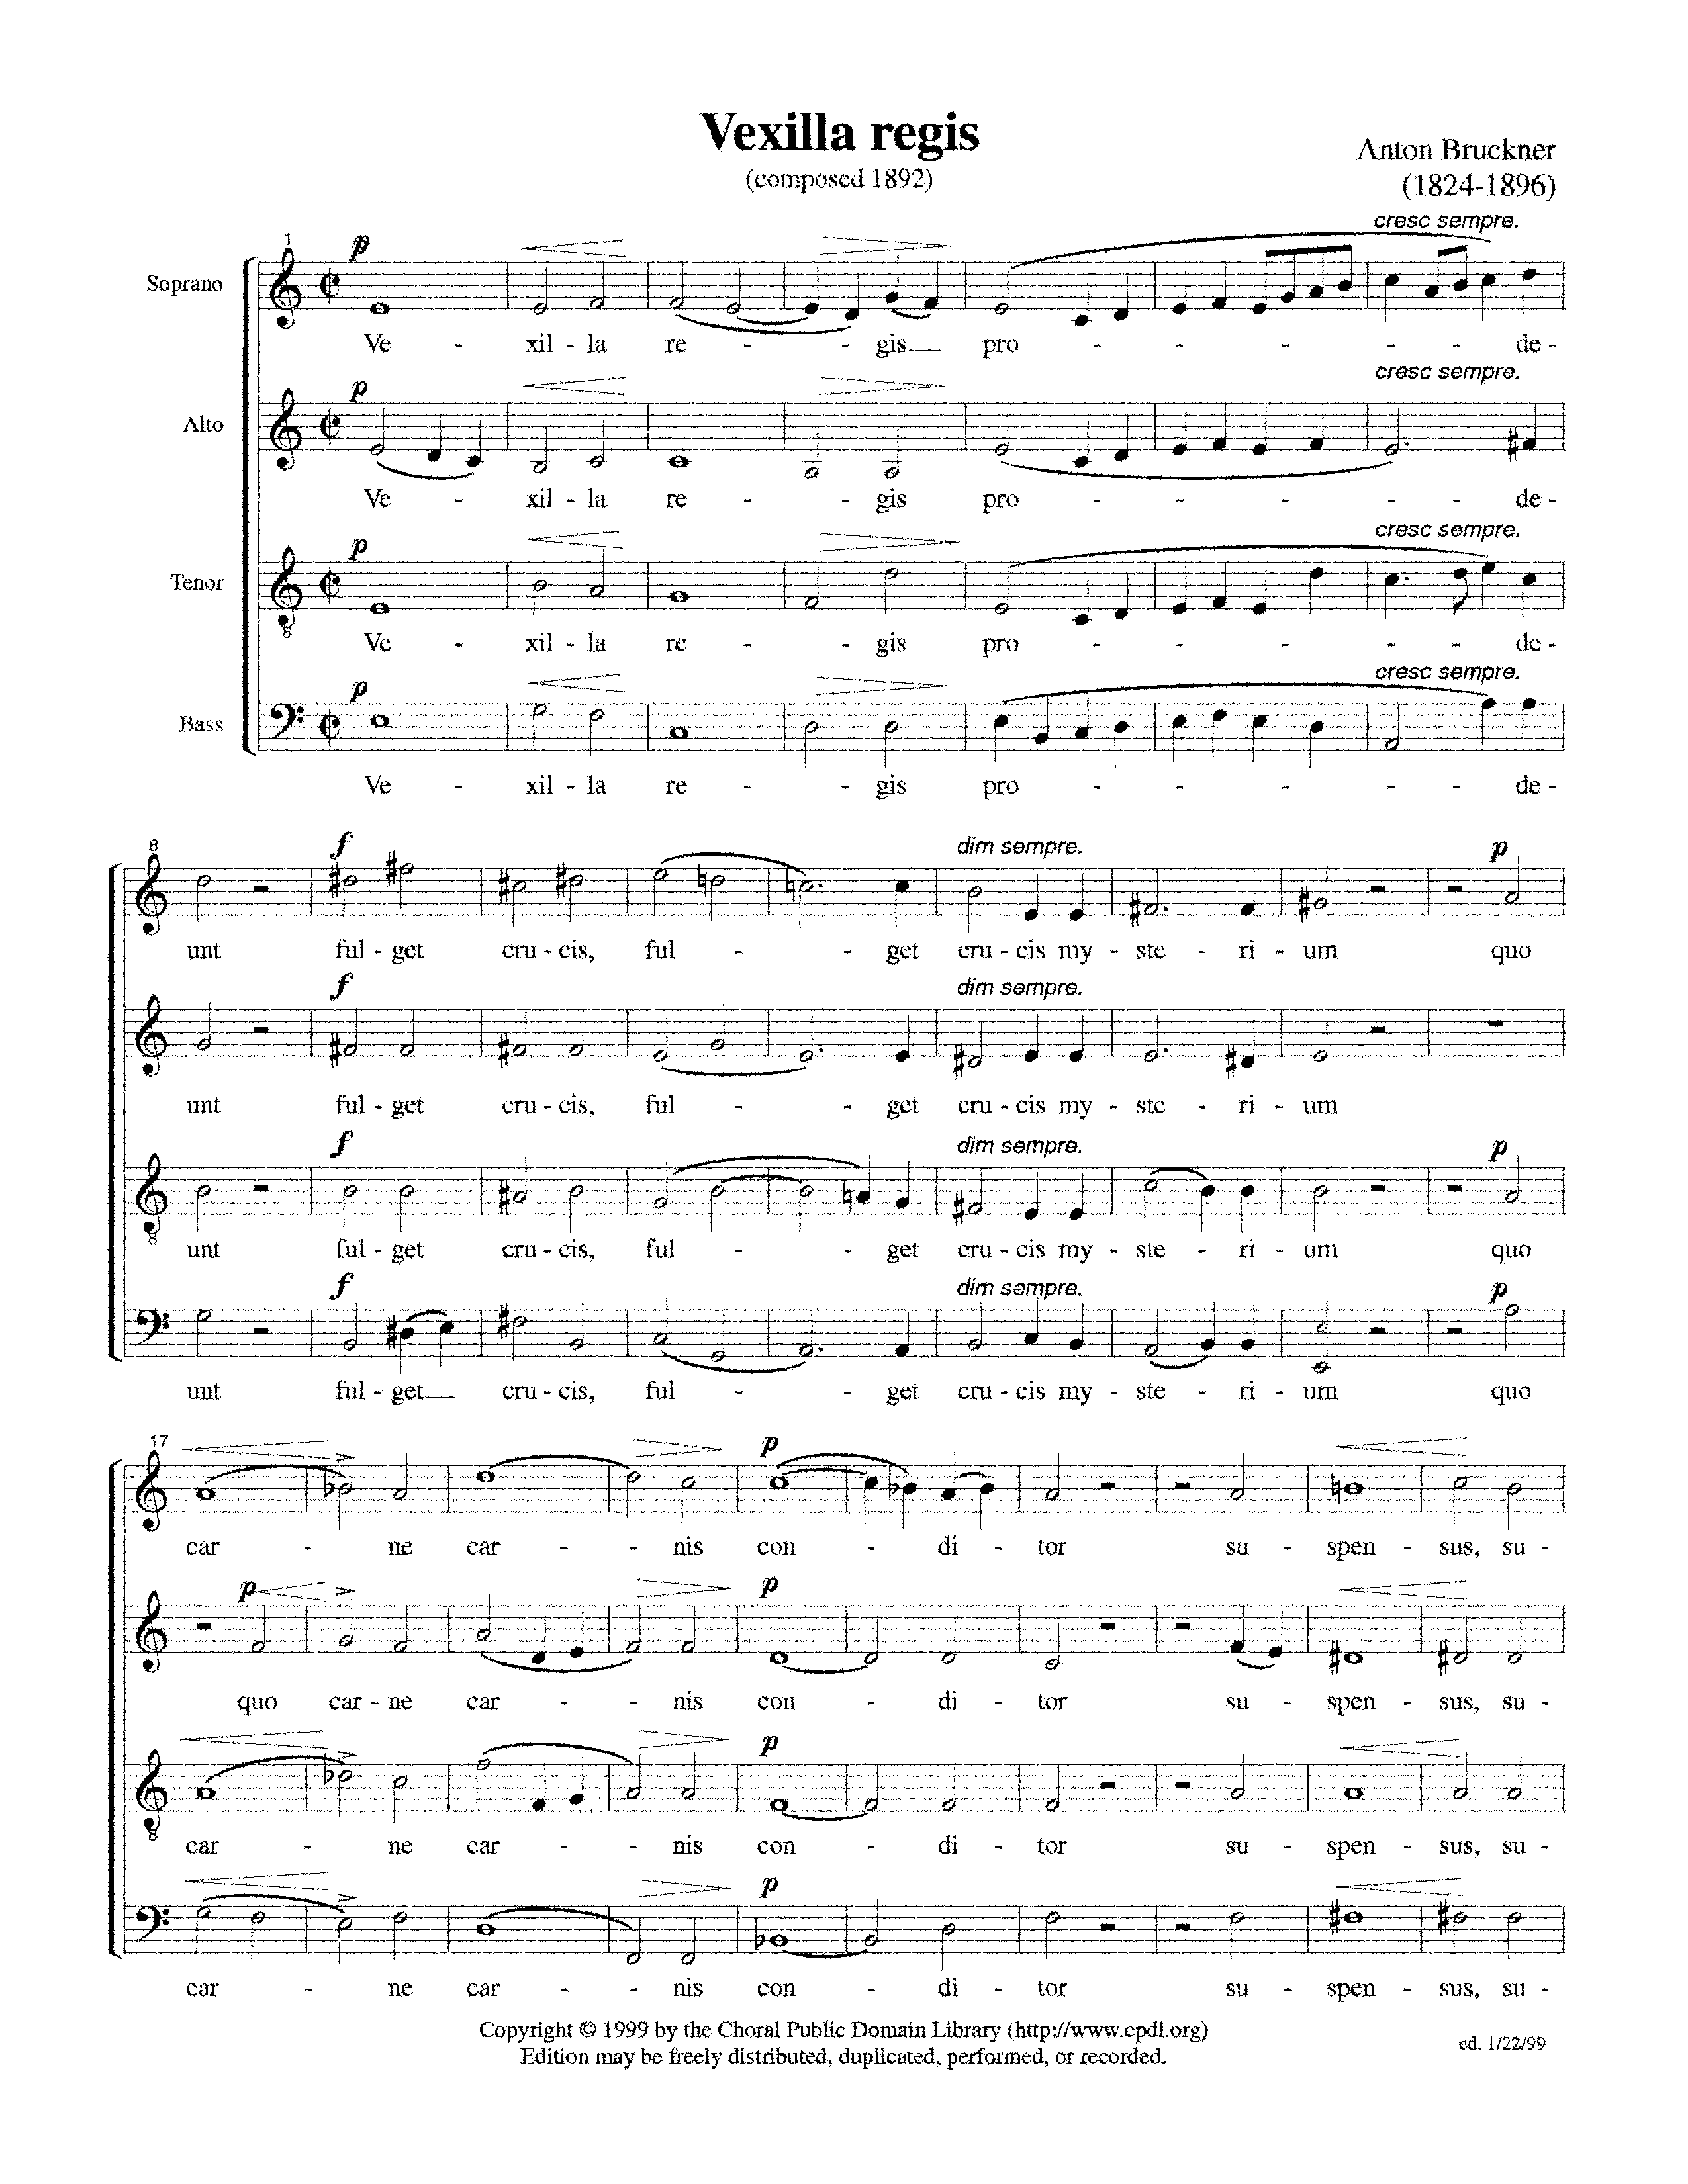 Vexilla regis
(composed 1892)
Anton Bruckner
(1824-1896)
cresc sempre.
1
p
Soprano
Ve - xil - la re - - gis pro - - - - - de -
cresc sempre.
p
Alto
Ve - xil - la re - - gis pro - - - - - de -
cresc sempre.
p
Tenor
8
Ve - xil - la re - - gis pro - - - - - de -
cresc sempre.
p
Bass
Ve - xil - la re - - gis pro - - - - - de -
8
f dim sempre. p
unt ful - get cru - cis, ful - - get cru - cis my - ste - ri - um quo
f dim sempre.
unt ful - get cru - cis, ful - - get cru - cis my - ste - ri - um
f dim sempre. p
8
unt ful - get cru - cis, ful - - get cru - cis my - ste - ri - um quo
f dim sempre. p
unt ful - get cru - cis, ful - - get cru - cis my - ste - ri - um quo
17
p
car - ne car - - nis con - di - tor su - spen - sus, su -
p p
quo car - ne car - - nis con - di - tor su - spen - sus, su -
p
8
car - ne car - - nis con - di - tor su - spen - sus, su -
p
car - ne car - - nis con - di - tor su - spen - sus, su -
Copyright © 1999 by the Choral Public Domain Library (http://www.cpdl.org)
Edition may be freely distributed, duplicated, performed, or recorded.
ed. 1/22/99